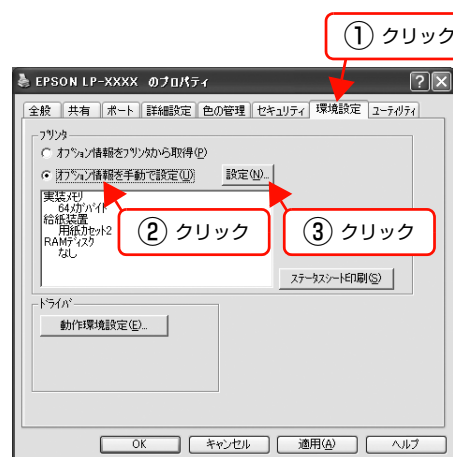 ① クリック
EPSON LP-XXXX のプロパティ
全般 共有 ポート 詳細設定 色の管理 セキュリティ 環境設定 ユーティリティ
プリンタ
オプション情報をプリンタから取得(P)
オプション情報を手動で設定(U) 設定(N)...
実装メモリ
64メガバイト
給紙装置
用紙カセット2
RAMディスク
なし
② クリック
③ クリック
ステータスシート印刷(S)
ドライバ
動作環境設定(E)...
OK キャンセル 適用(A) ヘルプ